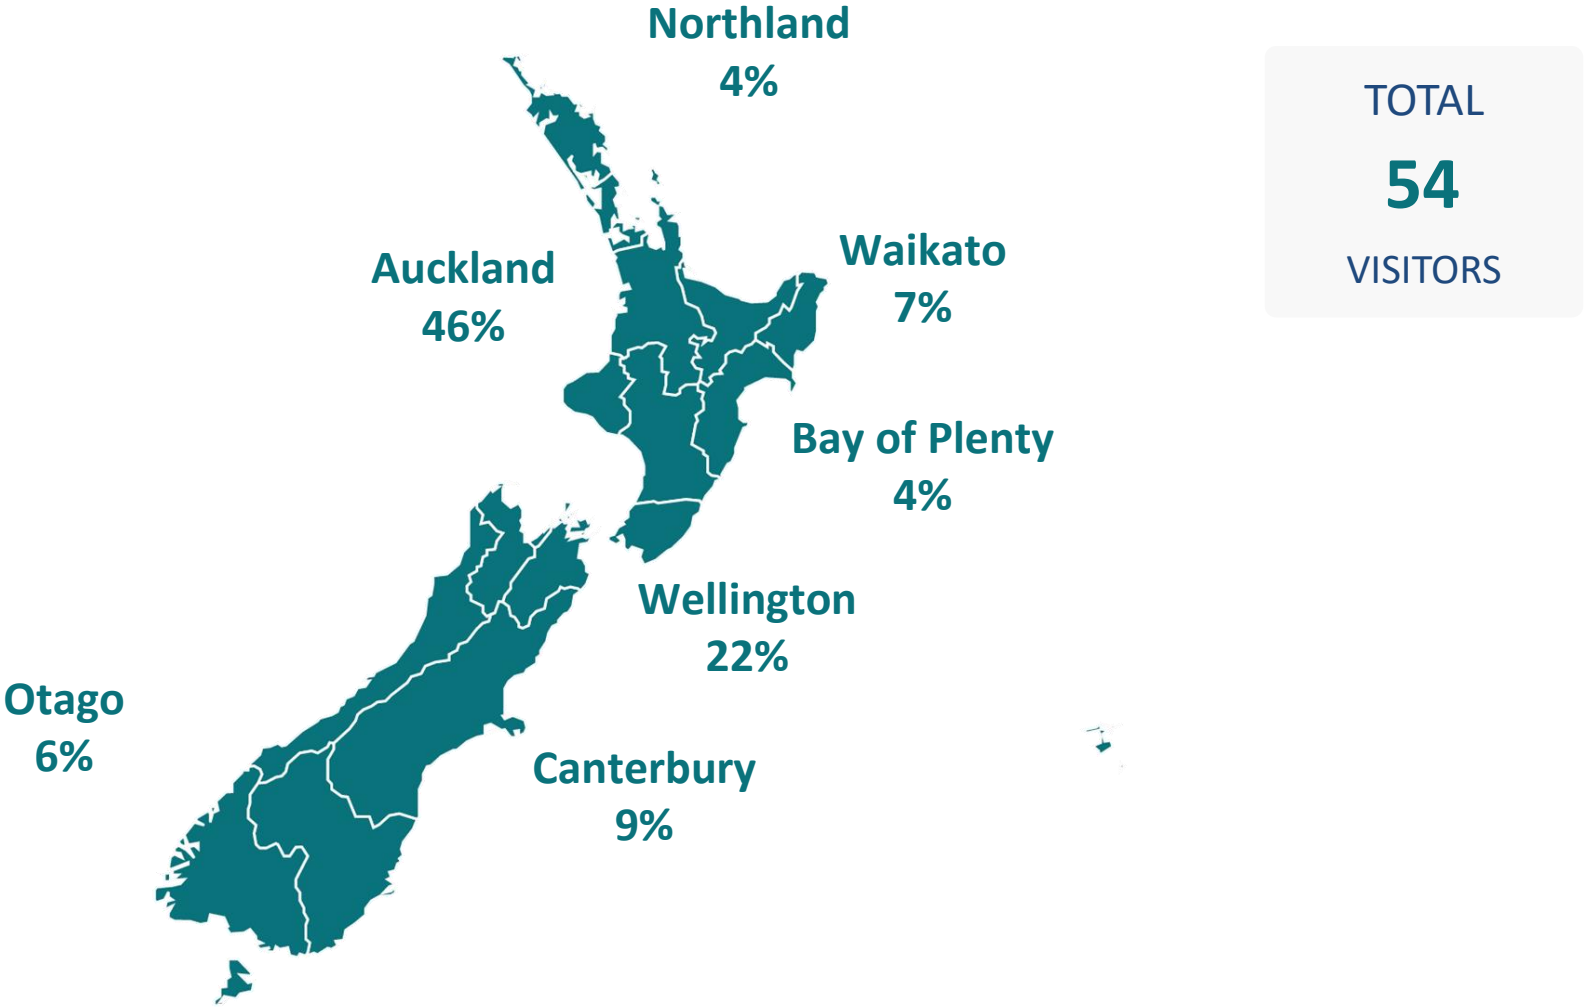 Northland
4%
TOTAL
54
VISITORS
Waikato
7%
Auckland
46%
Bay of Plenty
4%
Wellington
22%
Otago
6%
Canterbury
9%